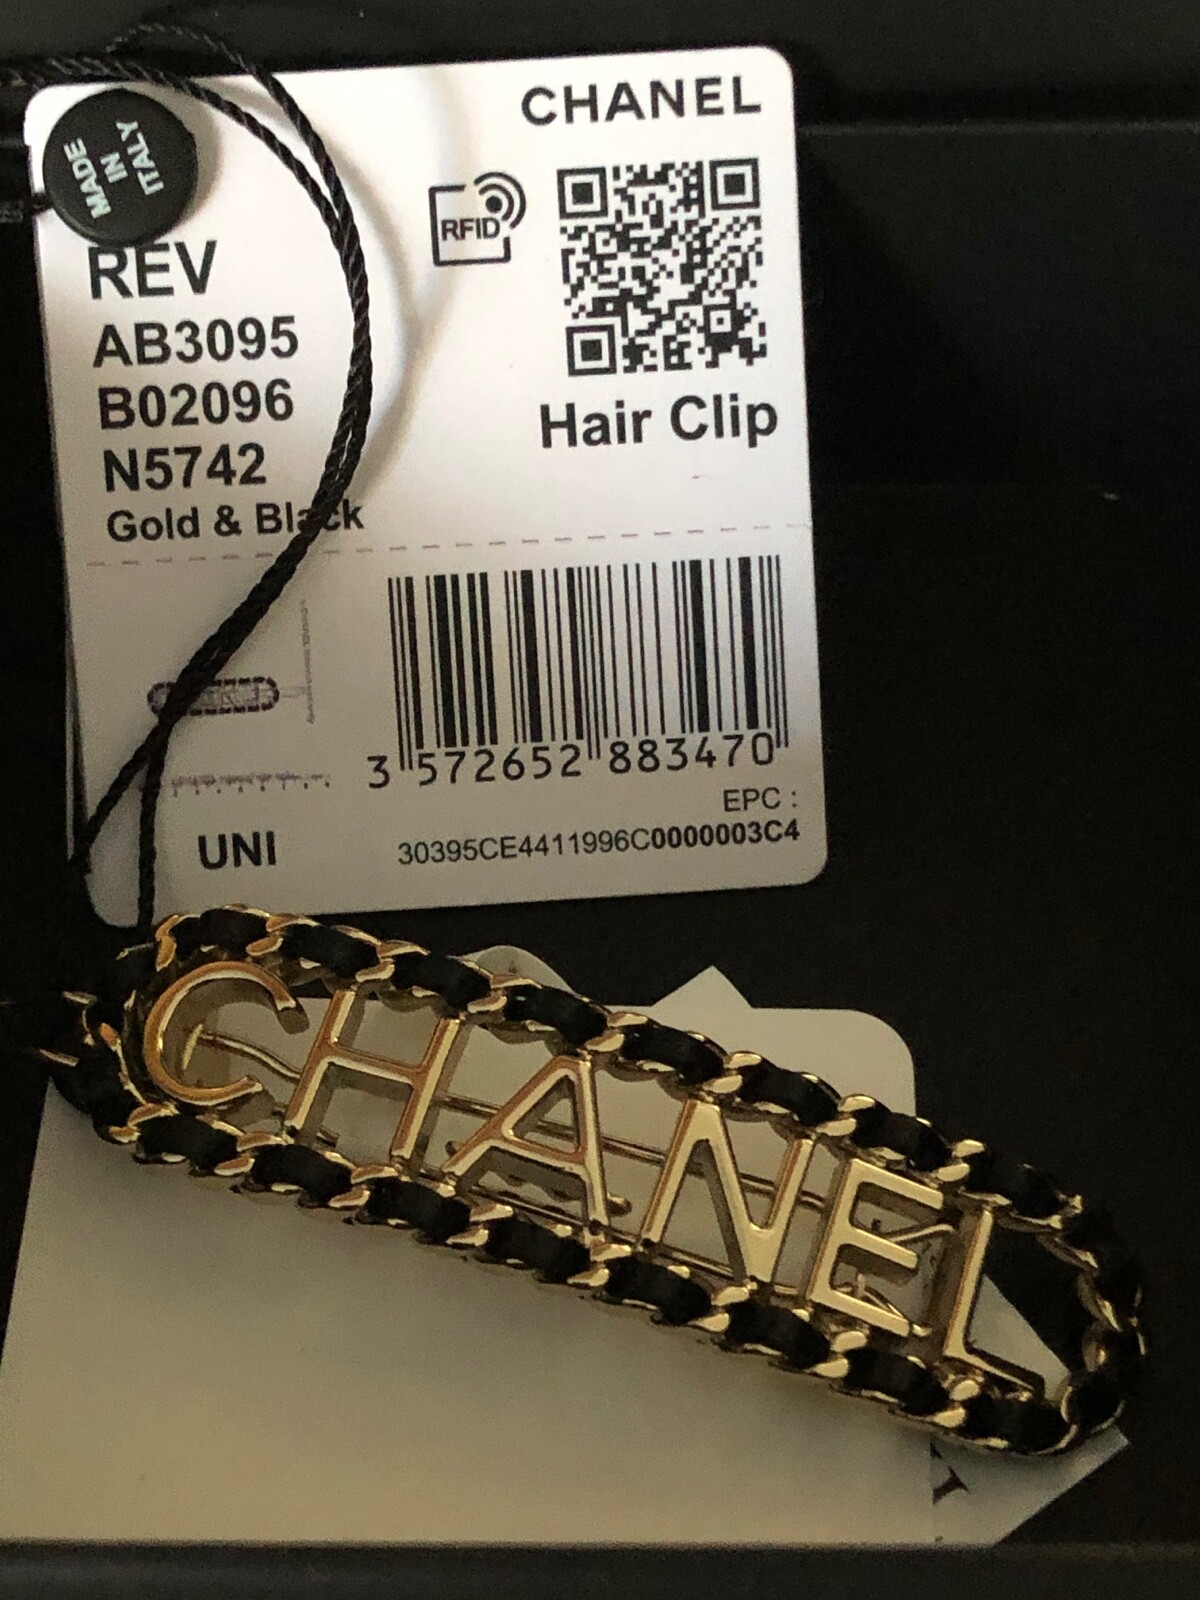 CHANEL
MADE
IN
ITALY
RFID
REV
AB3095
B02096
N5742
Gold & Black
Hair Clip
3 572652 883470
EPC :
30395CE4411996C0000003C4
UNI
CHANEL